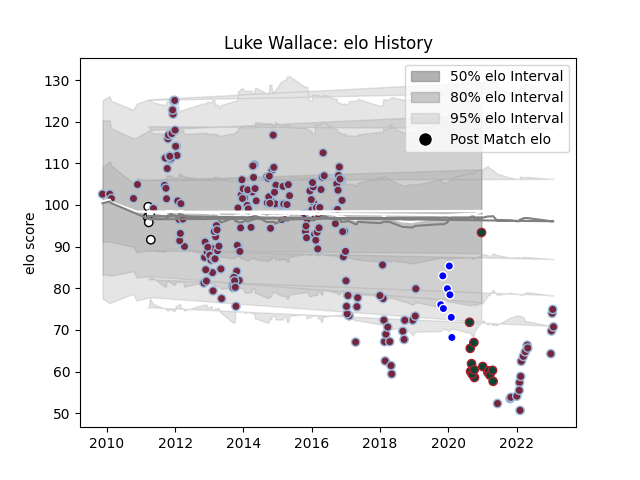 Luke Wallace: elo History
50% elo Interval
80% elo Interval
95% elo Interval
Post Match elo
elo score
130
120
110
100
90
80
70
60
50
2010 2012 2014 2016 2018 2020 2022